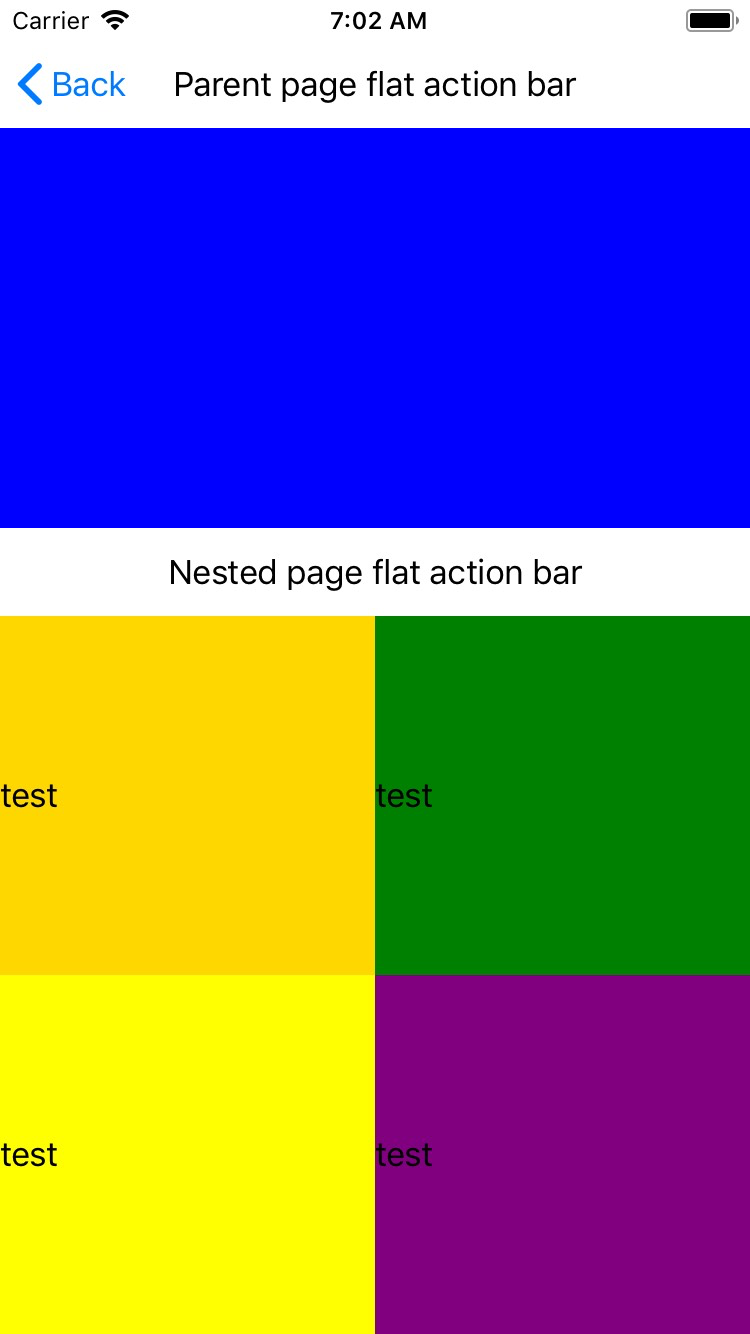 Carrier 7:02 AM
Back Parent page flat action bar
Nested page flat action bar
test test
test test